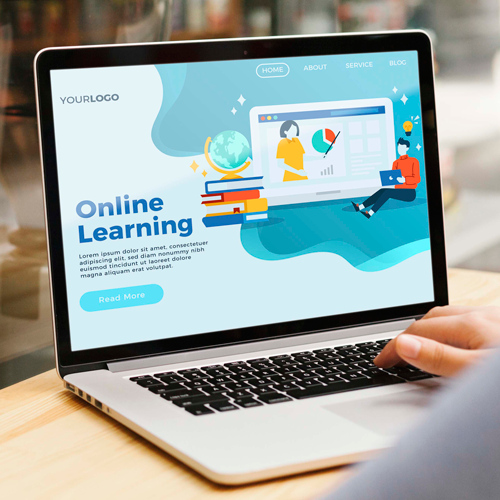 YOURLOGO
HOME ABOUT SERVICE BLOG
Online
Learning
Lorem ipsum dolor sit amet, consectetuer
adipiscing elit, sed diam nonummy nibh
euismod tincidunt ut laoreet dolore
magna aliquam erat volutpat.
Read More